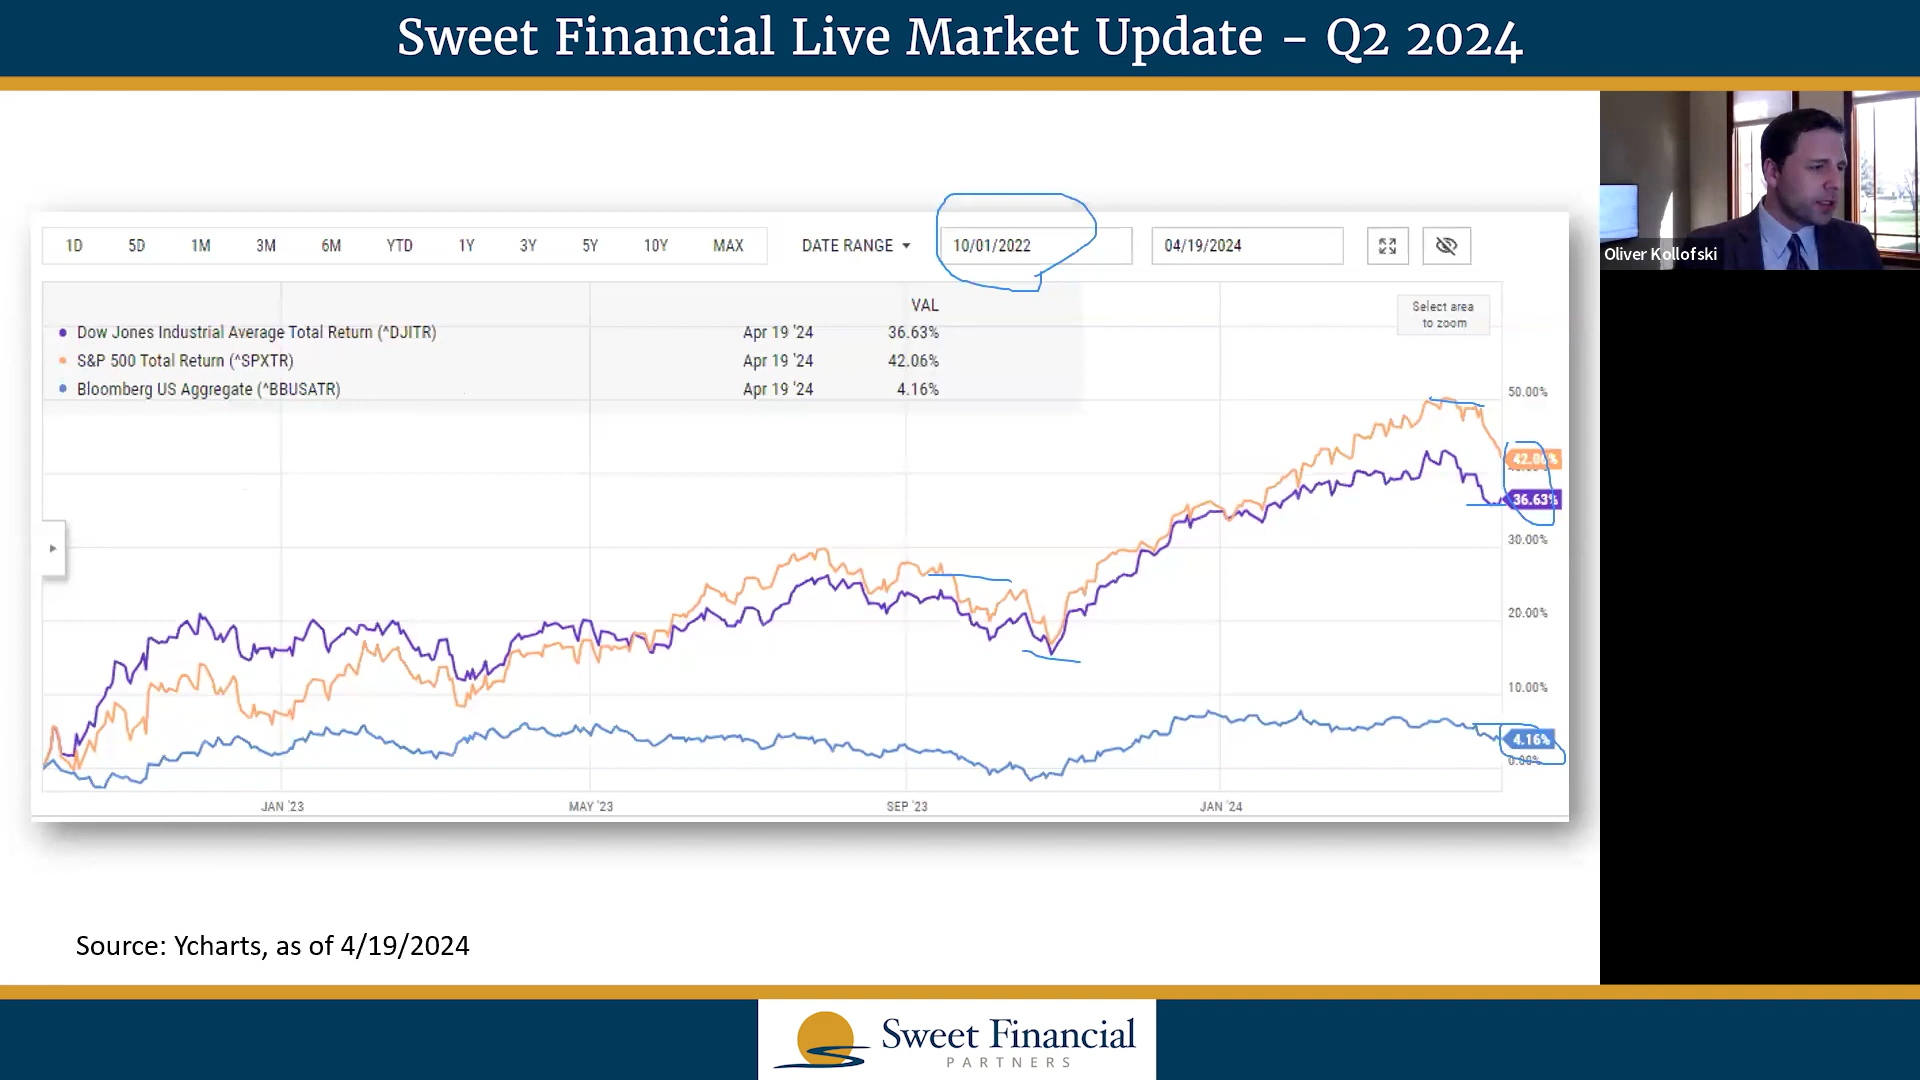 Sweet Financial Live Market Update - Q2 2024
Oliver Kollofski
1D 5D 1M 3M 6M YTD 1Y 3Y 5Y 10Y MAX DATE RANGE 10/01/2022 04/19/2024
VAL
Dow Jones Industrial Average Total Return (^DJITR) Apr 19 '24 36.63%
S&P 500 Total Return (^SPXTR) Apr 19 '24 42.06%
Bloomberg US Aggregate (^BBUSATR) Apr 19 '24 4.16%
Select area
to zoom
50.00%
36.63%
30.00%
20.00%
10.00%
4.16%
0.00%
JAN '23 MAY '23 SEP '23 JAN '24
Source: Ycharts, as of 4/19/2024
Sweet Financial
PARTNERS